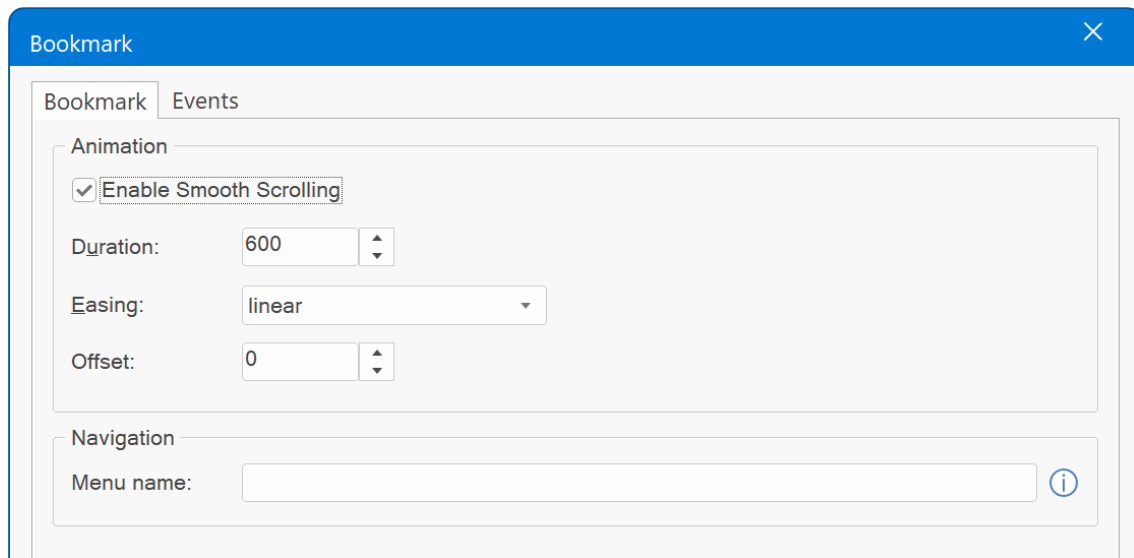 Bookmark
Bookmark Events
Animation
Enable Smooth Scrolling
Duration: 600
Easing: linear
Offset: 0
Navigation
Menu name: